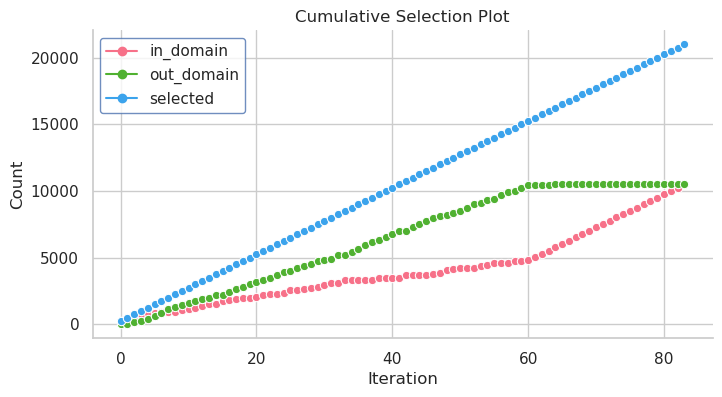 Cumulative Selection Plot
in_domain
out_domain
selected
Count
20000
15000
10000
5000
0
0 20 40 60 80
Iteration